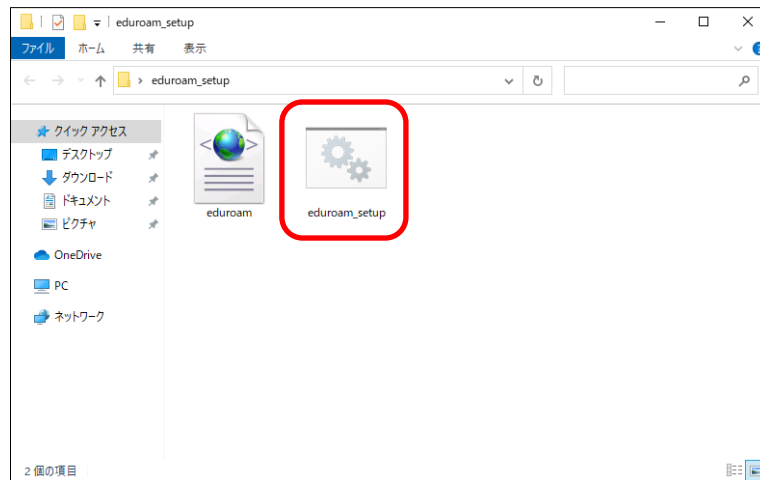 eduroam_setup
ファイル ホーム 共有 表示
eduroam_setup
クイック アクセス
デスクトップ
ダウンロード
ドキュメント
ピクチャ
OneDrive
PC
ネットワーク
eduroam
eduroam_setup
2 個の項目